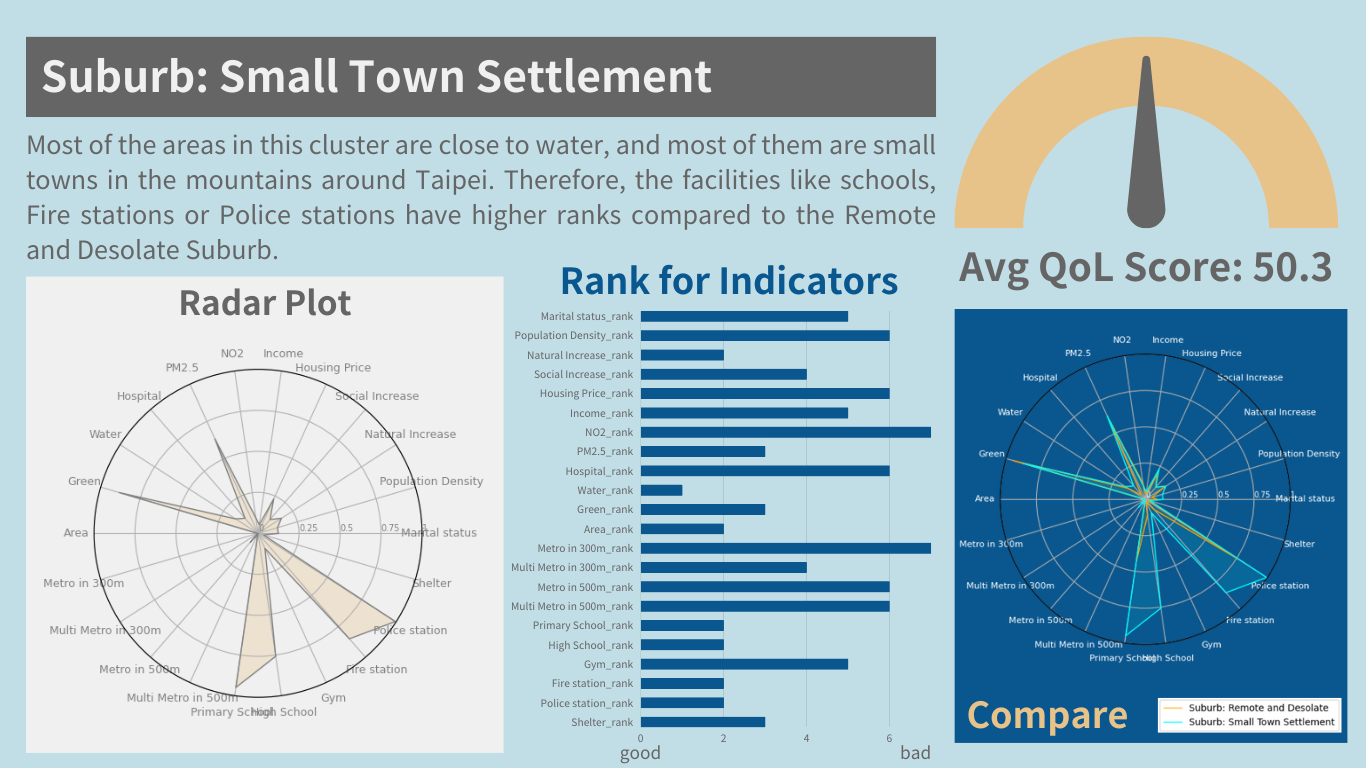 Suburb: Small Town Settlement
Most of the areas in this cluster are close to water, and most of them are small
towns in the mountains around Taipei. Therefore, the facilities like schools,
Fire stations or Police stations have higher ranks compared to the Remote
and Desolate Suburb.
Avg QoL Score: 50.3
Radar Plot
NO2
Income
PM2.5
Housing Price
Hospital
Social Increase
Water
Natural Increase
Green
Population Density
Area
0
0.25
0.5
0.75
1
Marital status
Metro in 300m
Shelter
Multi Metro in 300m
Police station
Metro in 500m
Fire station
Multi Metro in 500m
Gym
Primary School
High School
Rank for Indicators
Marital status_rank
Population Density_rank
Natural Increase_rank
Social Increase_rank
Housing Price_rank
Income_rank
NO2_rank
PM2.5_rank
Hospital_rank
Water_rank
Green_rank
Area_rank
Metro in 300m_rank
Multi Metro in 300m_rank
Metro in 500m_rank
Multi Metro in 500m_rank
Primary School_rank
High School_rank
Gym_rank
Fire station_rank
Police station_rank
Shelter_rank
0 2 4 6
good bad
NO2
Income
PM2.5
Housing Price
Hospital
Social Increase
Water
Natural Increase
Green
Population Density
Area
0
0.25
0.5
0.75
1
Marital status
Metro in 300m
Shelter
Multi Metro in 300m
Police station
Metro in 500m
Fire station
Multi Metro in 500m
Gym
Primary School
High School
Compare
Suburb: Remote and Desolate
Suburb: Small Town Settlement